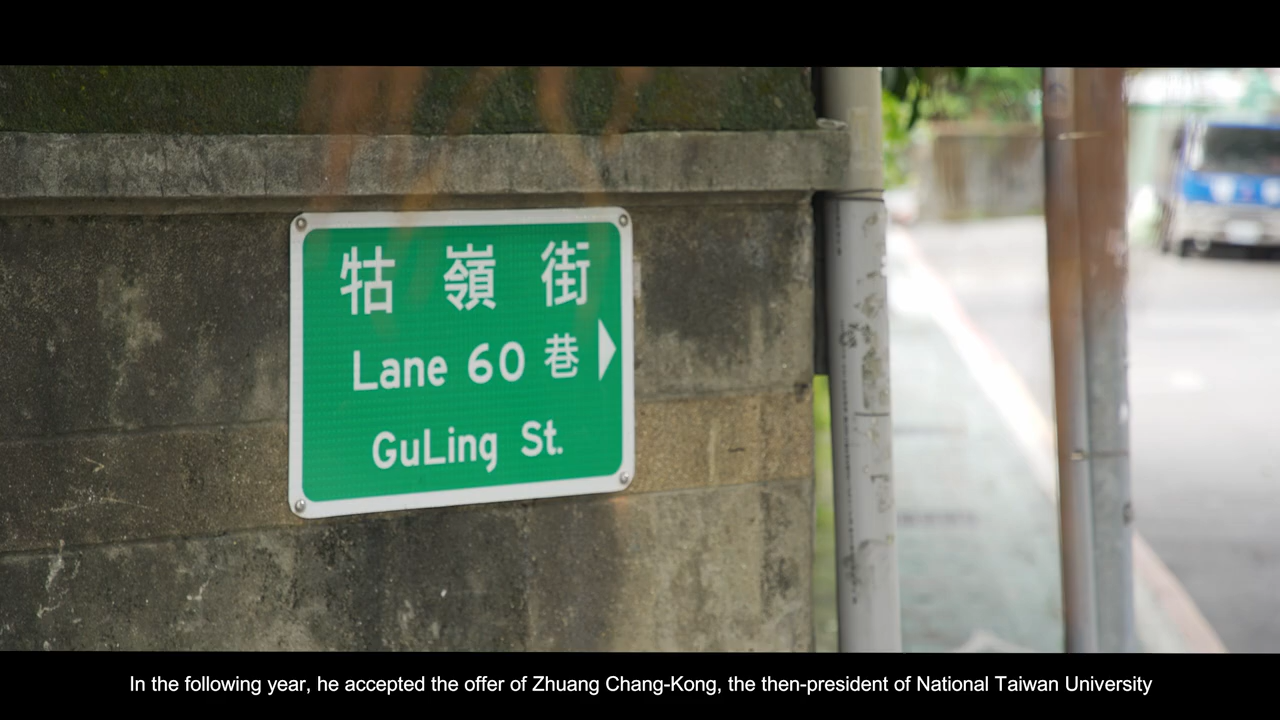 牯嶺街
Lane 60 巷
GuLing St.
In the following year, he accepted the offer of Zhuang Chang-Kong, the then-president of National Taiwan University